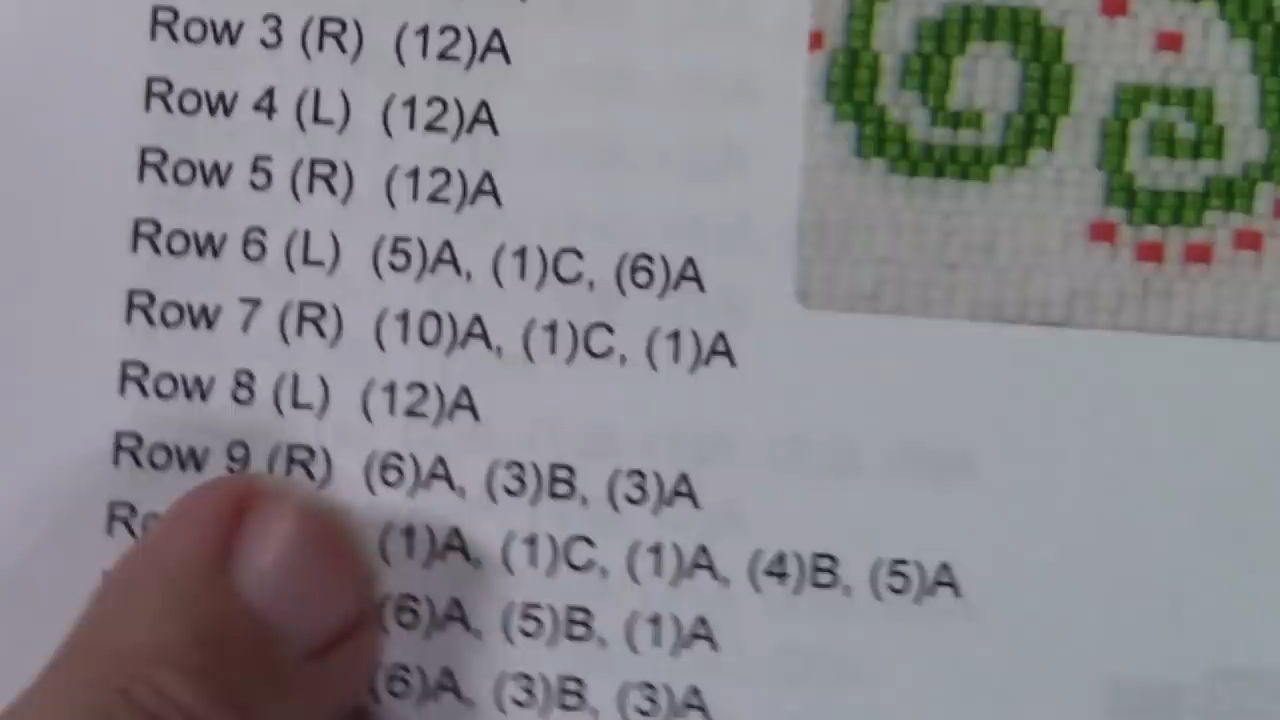 Row 3 (R) (12)A
Row 4 (L) (12)A
Row 5 (R) (12)A
Row 6 (L) (5)A, (1)C, (6)A
Row 7 (R) (10)A, (1)C, (1)A
Row 8 (L) (12)A
Row 9 (R) (6)A, (3)B, (3)A
(1)A, (1)C, (1)A, (4)B, (5)A
(6)A, (5)B, (1)A
(6)A, (3)B, (3)A